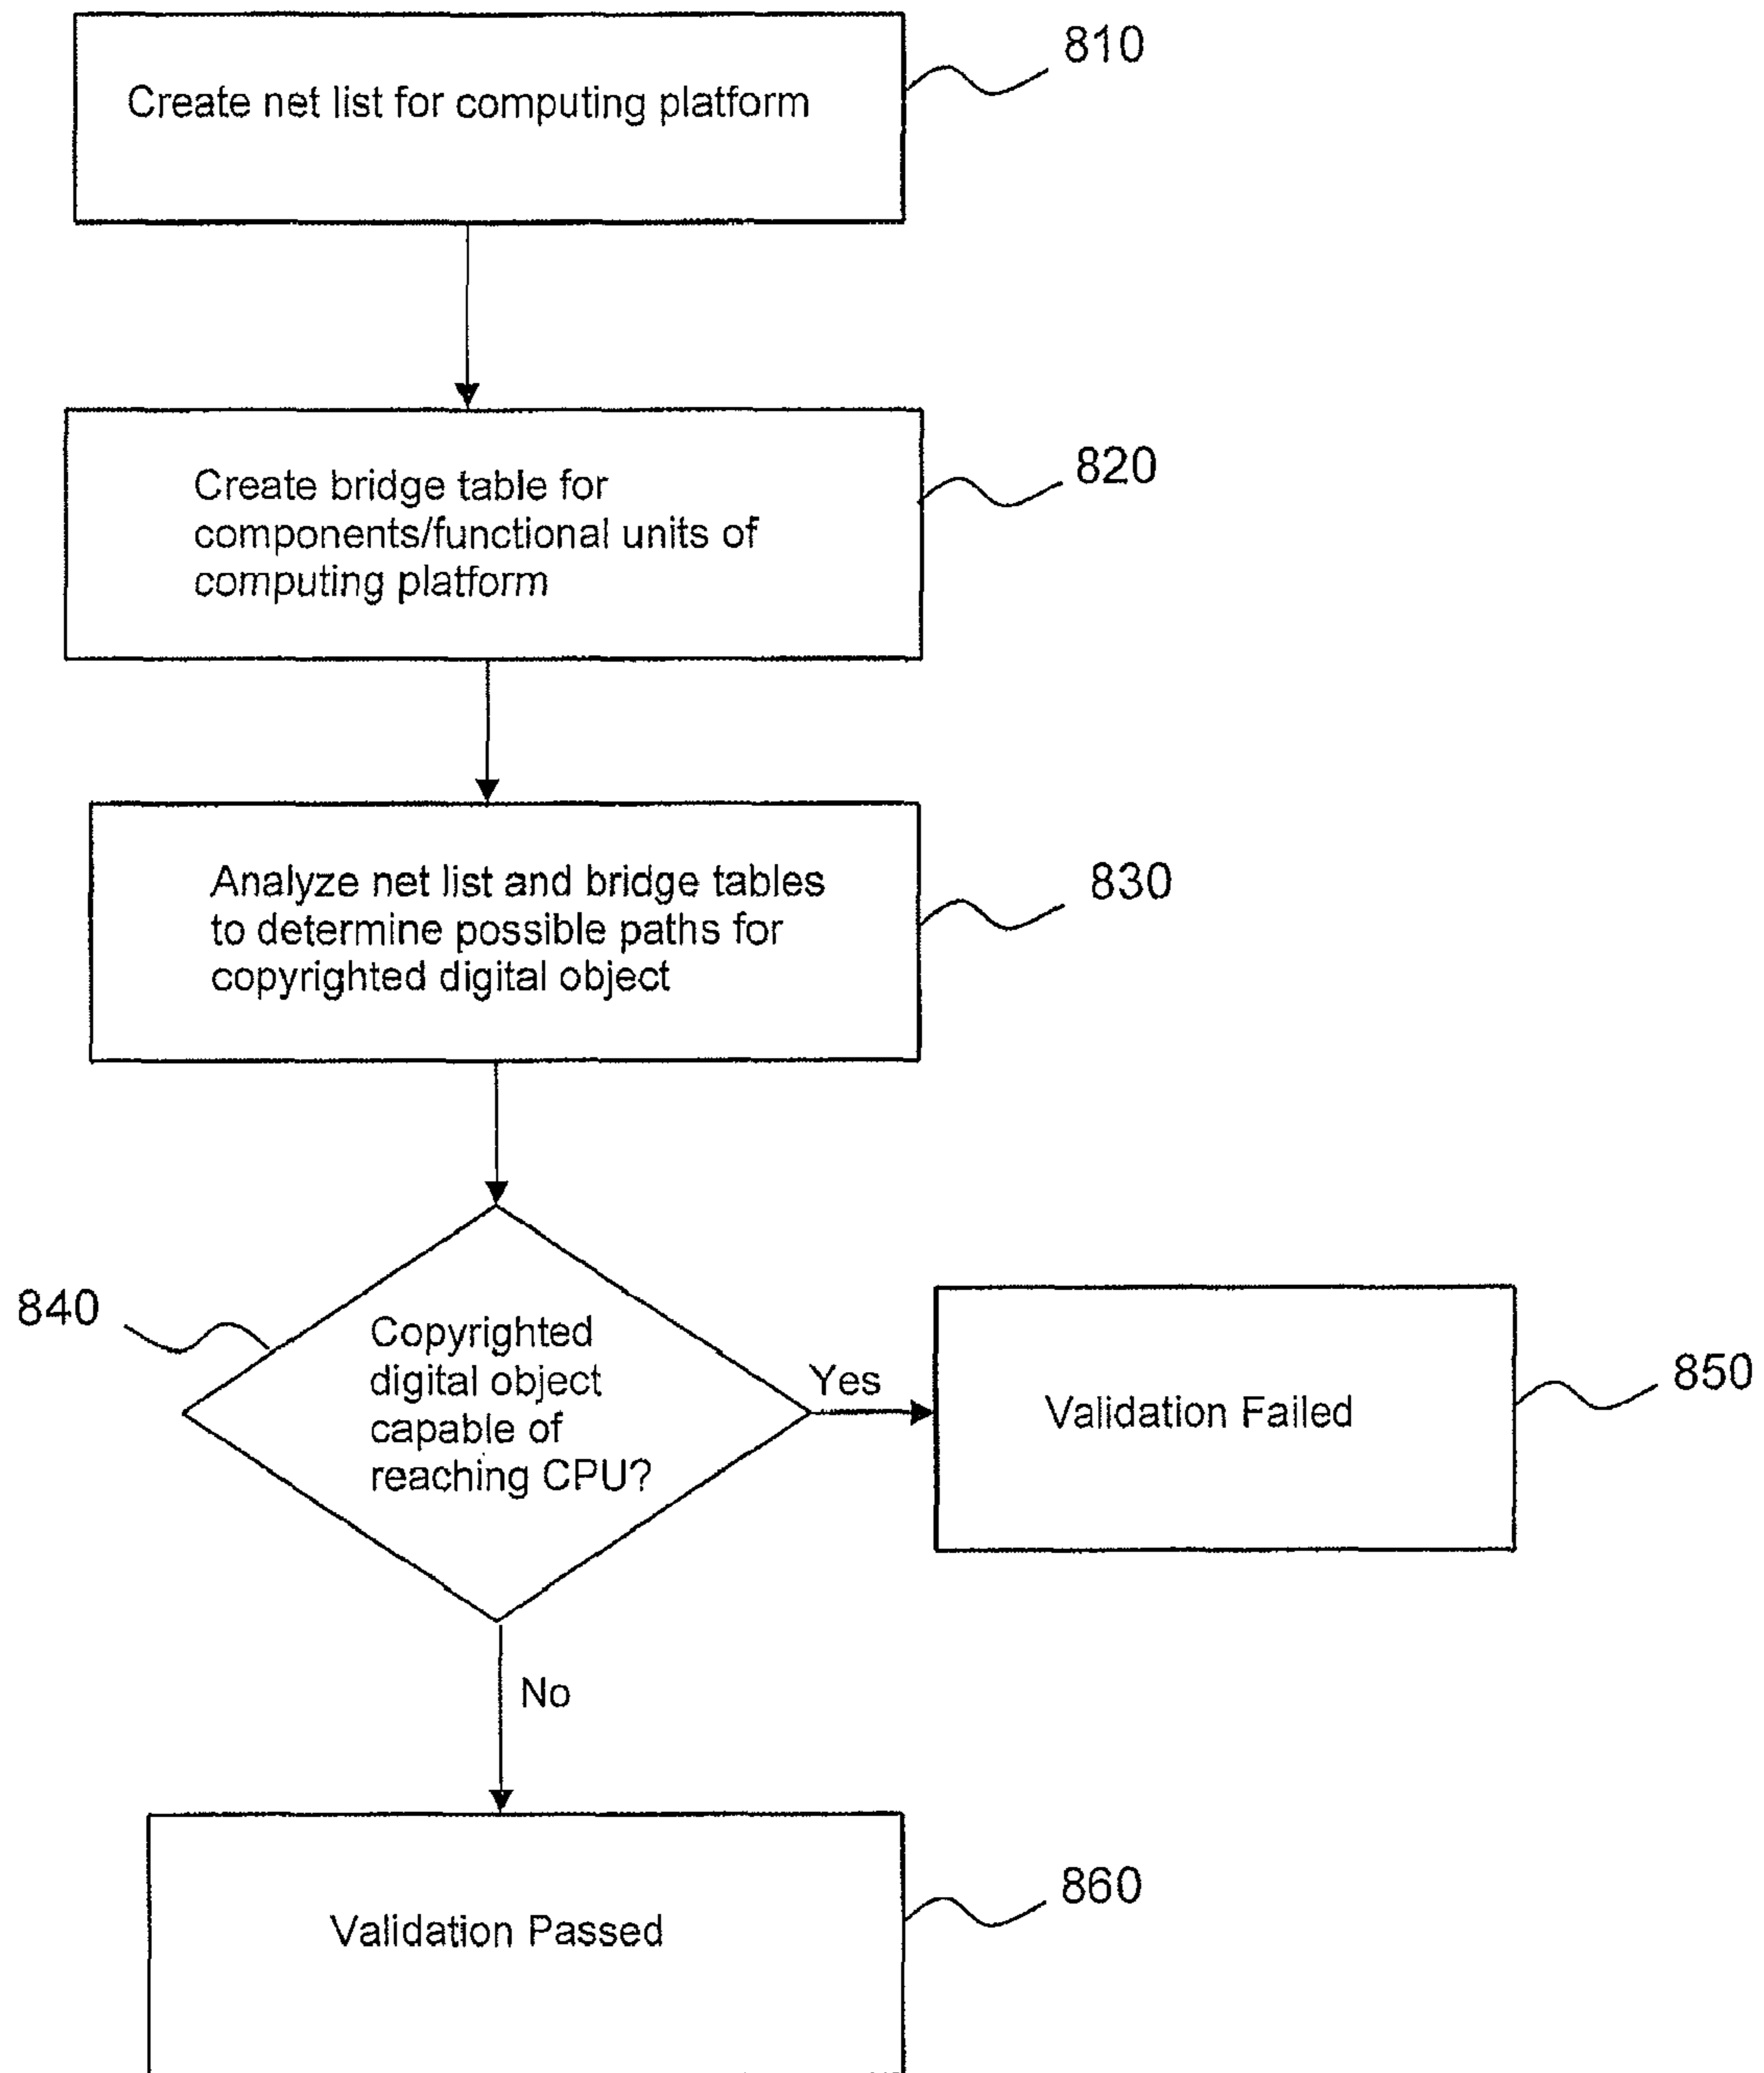 810
Create net list for computing platform
820
Create bridge table for
components/functional units of
computing platform
830
Analyze net list and bridge tables
to determine possible paths for
copyrighted digital object
840
Copyrighted
digital object
capable of
reaching CPU?
Yes
850
Validation Failed
No
860
Validation Passed